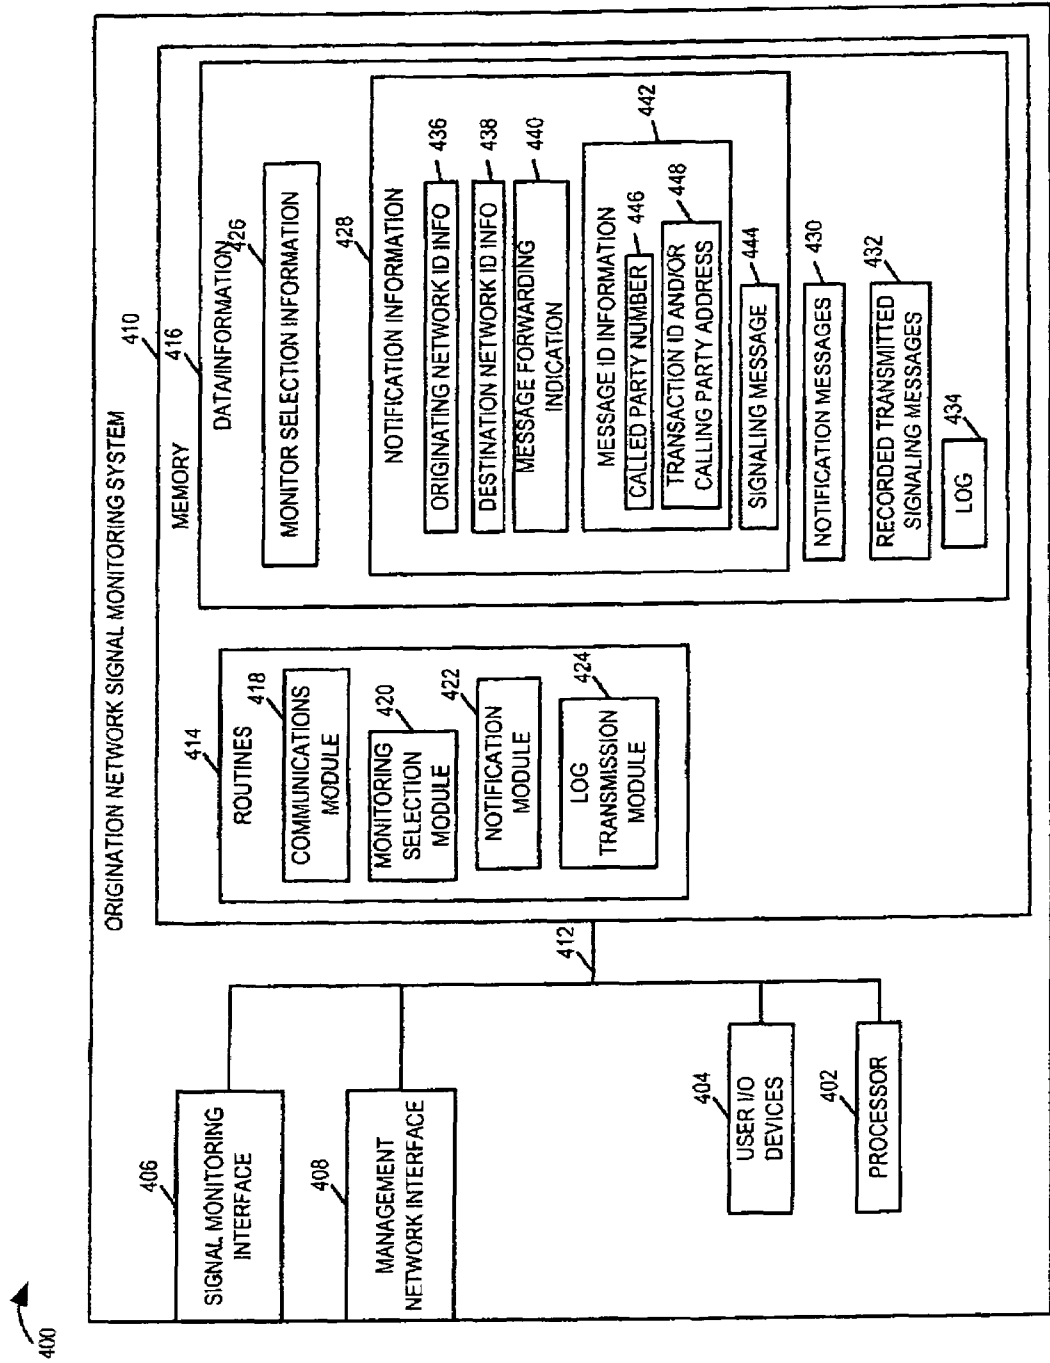 400
ORIGINATION NETWORK SIGNAL MONITORING SYSTEM
406
SIGNAL MONITORING
INTERFACE
408
MANAGEMENT
NETWORK INTERFACE
404
USER I/O
DEVICES
402
PROCESSOR
412
410
MEMORY
414
ROUTINES
418
COMMUNICATIONS
MODULE
420
MONITORING
SELECTION
MODULE
422
NOTIFICATION
MODULE
424
LOG
TRANSMISSION
MODULE
416
DATA/INFORMATION
426
MONITOR SELECTION INFORMATION
428
NOTIFICATION INFORMATION
ORIGINATING NETWORK ID INFO
436
DESTINATION NETWORK ID INFO
438
MESSAGE FORWARDING
INDICATION
440
442
MESSAGE ID INFORMATION
CALLED PARTY NUMBER
446
TRANSACTION ID AND/OR
CALLING PARTY ADDRESS
448
SIGNALING MESSAGE
444
NOTIFICATION MESSAGES
430
RECORDED TRANSMITTED
SIGNALING MESSAGES
432
LOG
434